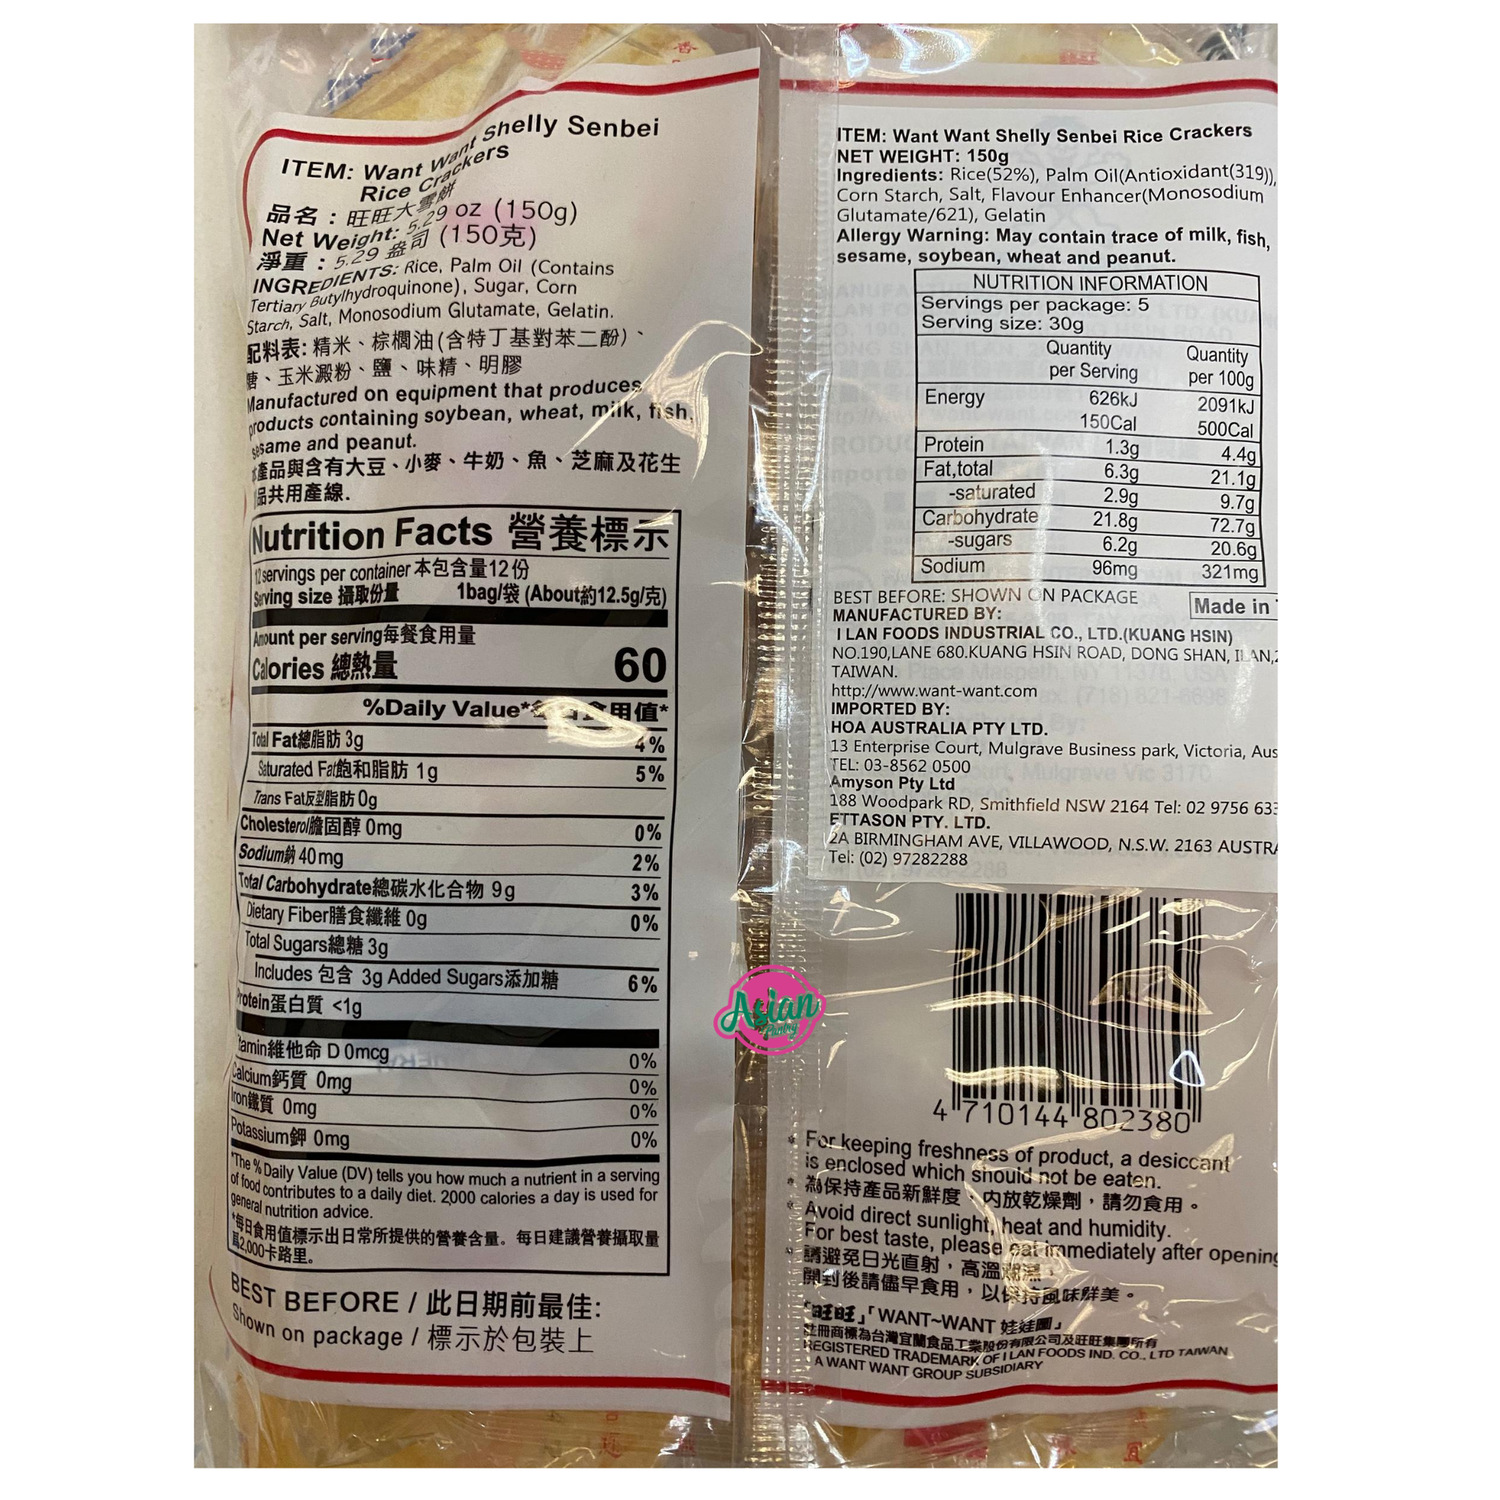 ITEM: Want Want Shelly Senbei
Rice Crackers
品名：旺旺大雪餅
Net Weight: 5.29 oz (150g)
淨重：5.29 盎司 (150克)
INGREDIENTS: Rice, Palm Oil (Contains
Tertiary Butylhydroquinone), Sugar, Corn
Starch, Salt, Monosodium Glutamate, Gelatin.
配料表: 精米、棕櫚油(含特丁基對苯二酚)、
糖、玉米澱粉、鹽、味精、明膠
Manufactured on equipment that produces
products containing soybean, wheat, milk, fish,
sesame and peanut.
產品與含有大豆、小麥、牛奶、魚、芝麻及花生
品共用產線.
Nutrition Facts 營養標示
12 servings per container 本包含量12份
Serving size 攝取份量 1bag/袋 (About約12.5g/克)
Amount per serving每餐食用量
Calories 總熱量 60
%Daily Value* 食用值*
Total Fat總脂肪 3g 4%
Saturated Fat飽和脂肪 1g 5%
Trans Fat反型脂肪 0g
Cholesterol膽固醇 0mg 0%
Sodium鈉 40mg 2%
Total Carbohydrate總碳水化合物 9g 3%
Dietary Fiber膳食纖維 0g 0%
Total Sugars總糖 3g
Includes 包含 3g Added Sugars添加糖 6%
Protein蛋白質 <1g
tamin維他命 D 0mcg 0%
Calcium鈣質 0mg 0%
Iron鐵質 0mg 0%
Potassium鉀 0mg 0%
*The % Daily Value (DV) tells you how much a nutrient in a serving
of food contributes to a daily diet. 2,000 calories a day is used for
general nutrition advice.
*每日食用值標示出日常所提供的營養含量。每日建議營養攝取量
爲2,000卡路里。
BEST BEFORE / 此日期前最佳:
Shown on package / 標示於包裝上
ITEM: Want Want Shelly Senbei Rice Crackers
NET WEIGHT: 150g
Ingredients: Rice(52%), Palm Oil(Antioxidant(319)),
Corn Starch, Salt, Flavour Enhancer(Monosodium
Glutamate/621), Gelatin
Allergy Warning: May contain trace of milk, fish,
sesame, soybean, wheat and peanut.
NUTRITION INFORMATION
Servings per package: 5
Serving size: 30g
Quantity Quantity
per Serving per 100g
Energy 626kJ 2091kJ
150Cal 500Cal
Protein 1.3g 4.4g
Fat,total 6.3g 21.1g
-saturated 2.9g 9.7g
Carbohydrate 21.8g 72.7g
-sugars 6.2g 20.6g
Sodium 96mg 321mg
BEST BEFORE: SHOWN ON PACKAGE
Made in
MANUFACTURED BY:
I LAN FOODS INDUSTRIAL CO., LTD.(KUANG HSIN)
NO.190,LANE 680.KUANG HSIN ROAD, DONG SHAN, ILAN,2
TAIWAN.
http://www.want-want.com
IMPORTED BY:
HOA AUSTRALIA PTY LTD.
13 Enterprise Court, Mulgrave Business park, Victoria, Aus
TEL: 03-8562 0500
Amyson Pty Ltd
188 Woodpark RD, Smithfield NSW 2164 Tel: 02 9756 633
ETTASON PTY. LTD.
2A BIRMINGHAM AVE, VILLAWOOD, N.S.W. 2163 AUSTRA
Tel: (02) 97282288
Asian
Pantry
4 710144 802380
* For keeping freshness of product, a desiccant
is enclosed which should not be eaten.
* 為保持產品新鮮度、內放乾燥劑，請勿食用。
* Avoid direct sunlight, heat and humidity.
For best taste, please eat immediately after opening
* 請避免日光直射，高溫潮濕，
開封後請儘早食用，以保持風味鮮美。
"旺旺」「WANT~WANT 娃娃圖」
註冊商標為台灣宜蘭食品工業股份有限公司及旺旺集團所有
REGISTERED TRADEMARK OF I LAN FOODS IND. CO., LTD TAIWAN
A WANT WANT GROUP SUBSIDIARY